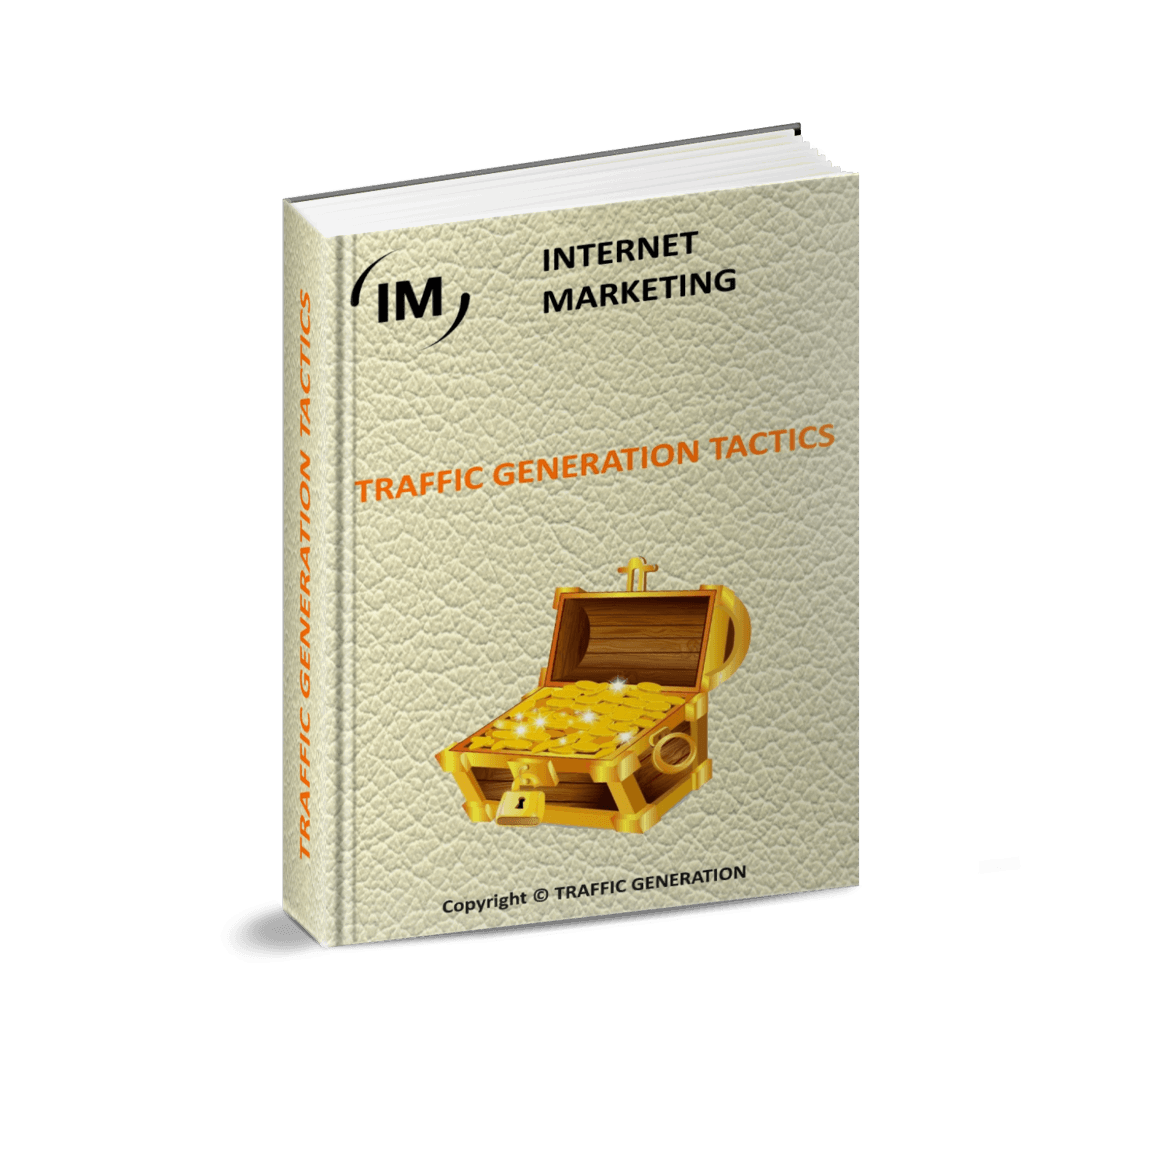 IM
INTERNET
MARKETING
TRAFFIC GENERATION TACTICS
TRAFFIC GENERATION TACTICS
Copyright © TRAFFIC GENERATION